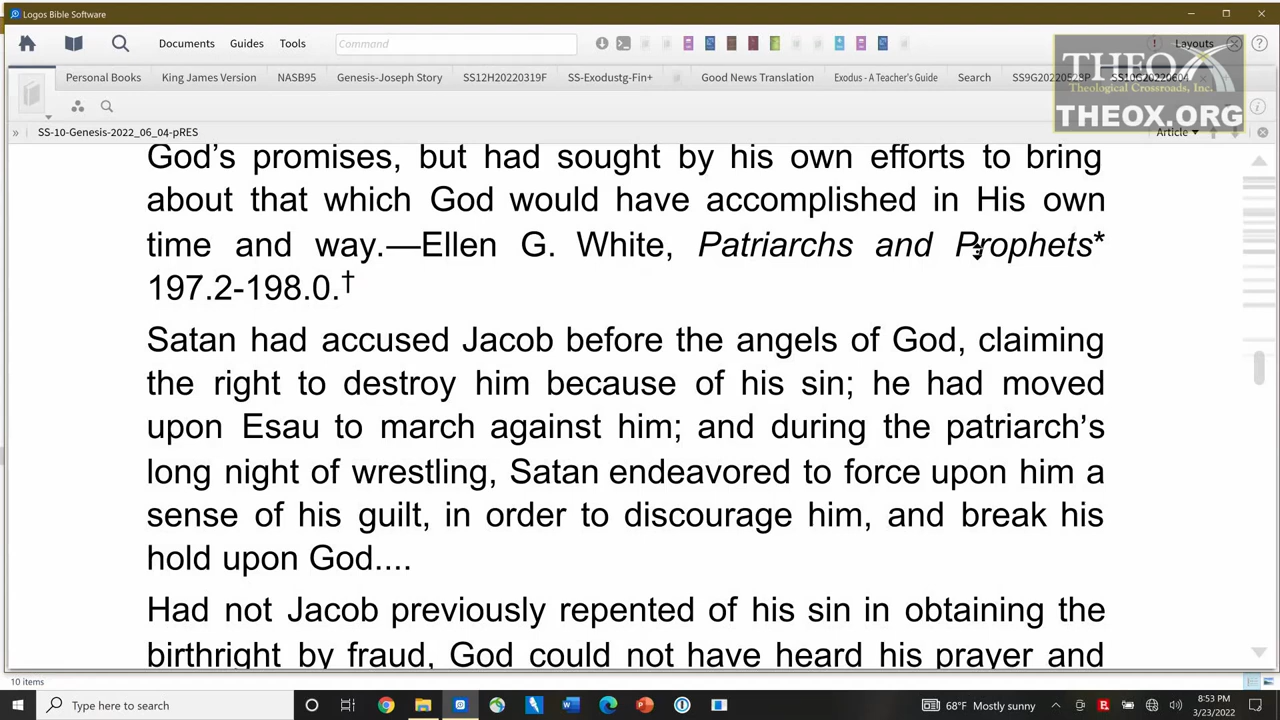 Logos Bible Software
Documents Guides Tools Command Layouts
Personal Books King James Version NASB95 Genesis-Joseph SS12H20220319F SS-Exodustg-Fin+ Good News Translation Exodus - A Teacher's Guide Search
THEOX
Theological Crossroads, Inc.
THEOX.ORG
SS-10-Genesis-2022_06_04-pRES Article
God's promises, but had sought by his own efforts to bring
about that which God would have accomplished in His own
time and way.—Ellen G. White, Patriarchs and Prophets*
197.2-198.0.†
Satan had accused Jacob before the angels of God, claiming
the right to destroy him because of his sin; he had moved
upon Esau to march against him; and during the patriarch's
long night of wrestling, Satan endeavored to force upon him a
sense of his guilt, in order to discourage him, and break his
hold upon God....
Had not Jacob previously repented of his sin in obtaining the
birthright by fraud, God could not have heard his prayer and
10 items
Type here to search
68°F Mostly sunny
8:53 PM
3/23/2022